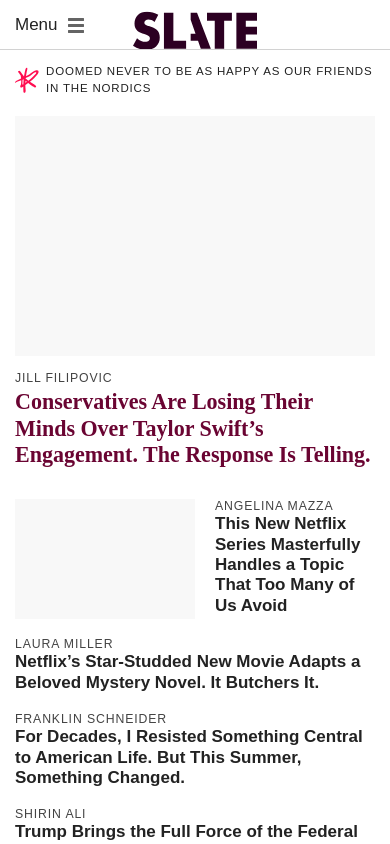 Menu
SLATE
DOOMED NEVER TO BE AS HAPPY AS OUR FRIENDS
IN THE NORDICS
JILL FILIPOVIC
Conservatives Are Losing Their
Minds Over Taylor Swift’s
Engagement. The Response Is Telling.
ANGELINA MAZZA
This New Netflix
Series Masterfully
Handles a Topic
That Too Many of
Us Avoid
LAURA MILLER
Netflix’s Star-Studded New Movie Adapts a
Beloved Mystery Novel. It Butchers It.
FRANKLIN SCHNEIDER
For Decades, I Resisted Something Central
to American Life. But This Summer,
Something Changed.
SHIRIN ALI
Trump Brings the Full Force of the Federal